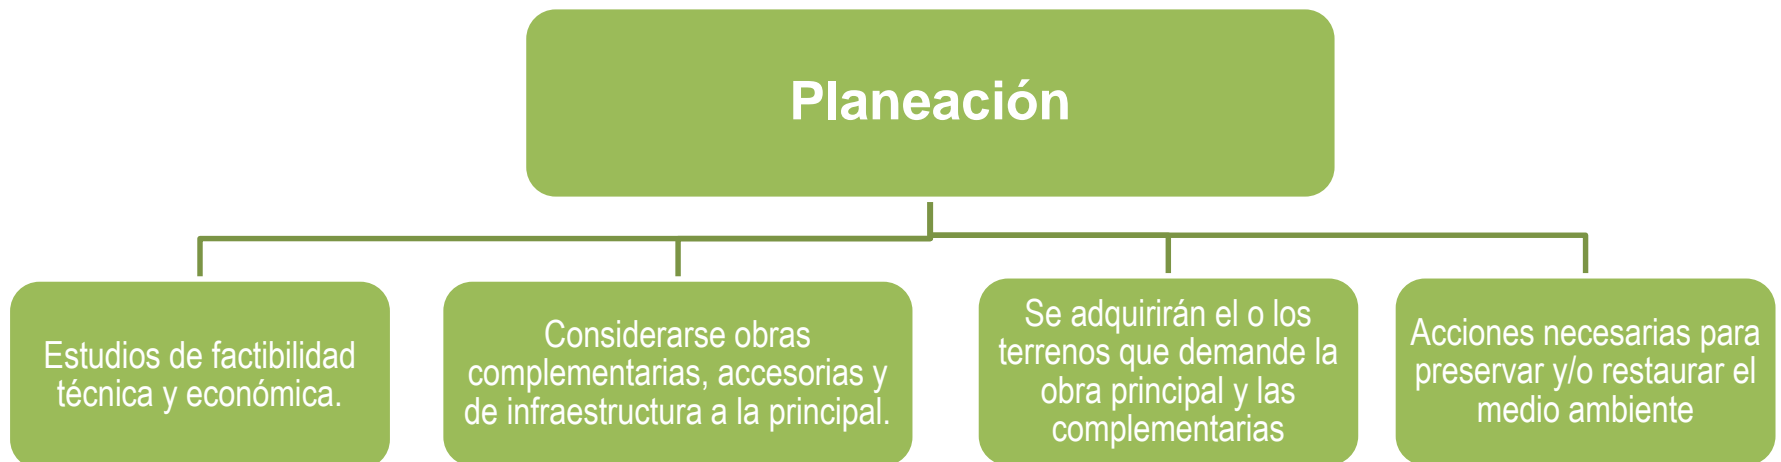 Planeación
Estudios de factibilidad
técnica y económica.
Considerarse obras
complementarias, accesorias y
de infraestructura a la principal.
Se adquirirán el o los
terrenos que demande la
obra principal y las
complementarias
Acciones necesarias para
preservar y/o restaurar el
medio ambiente